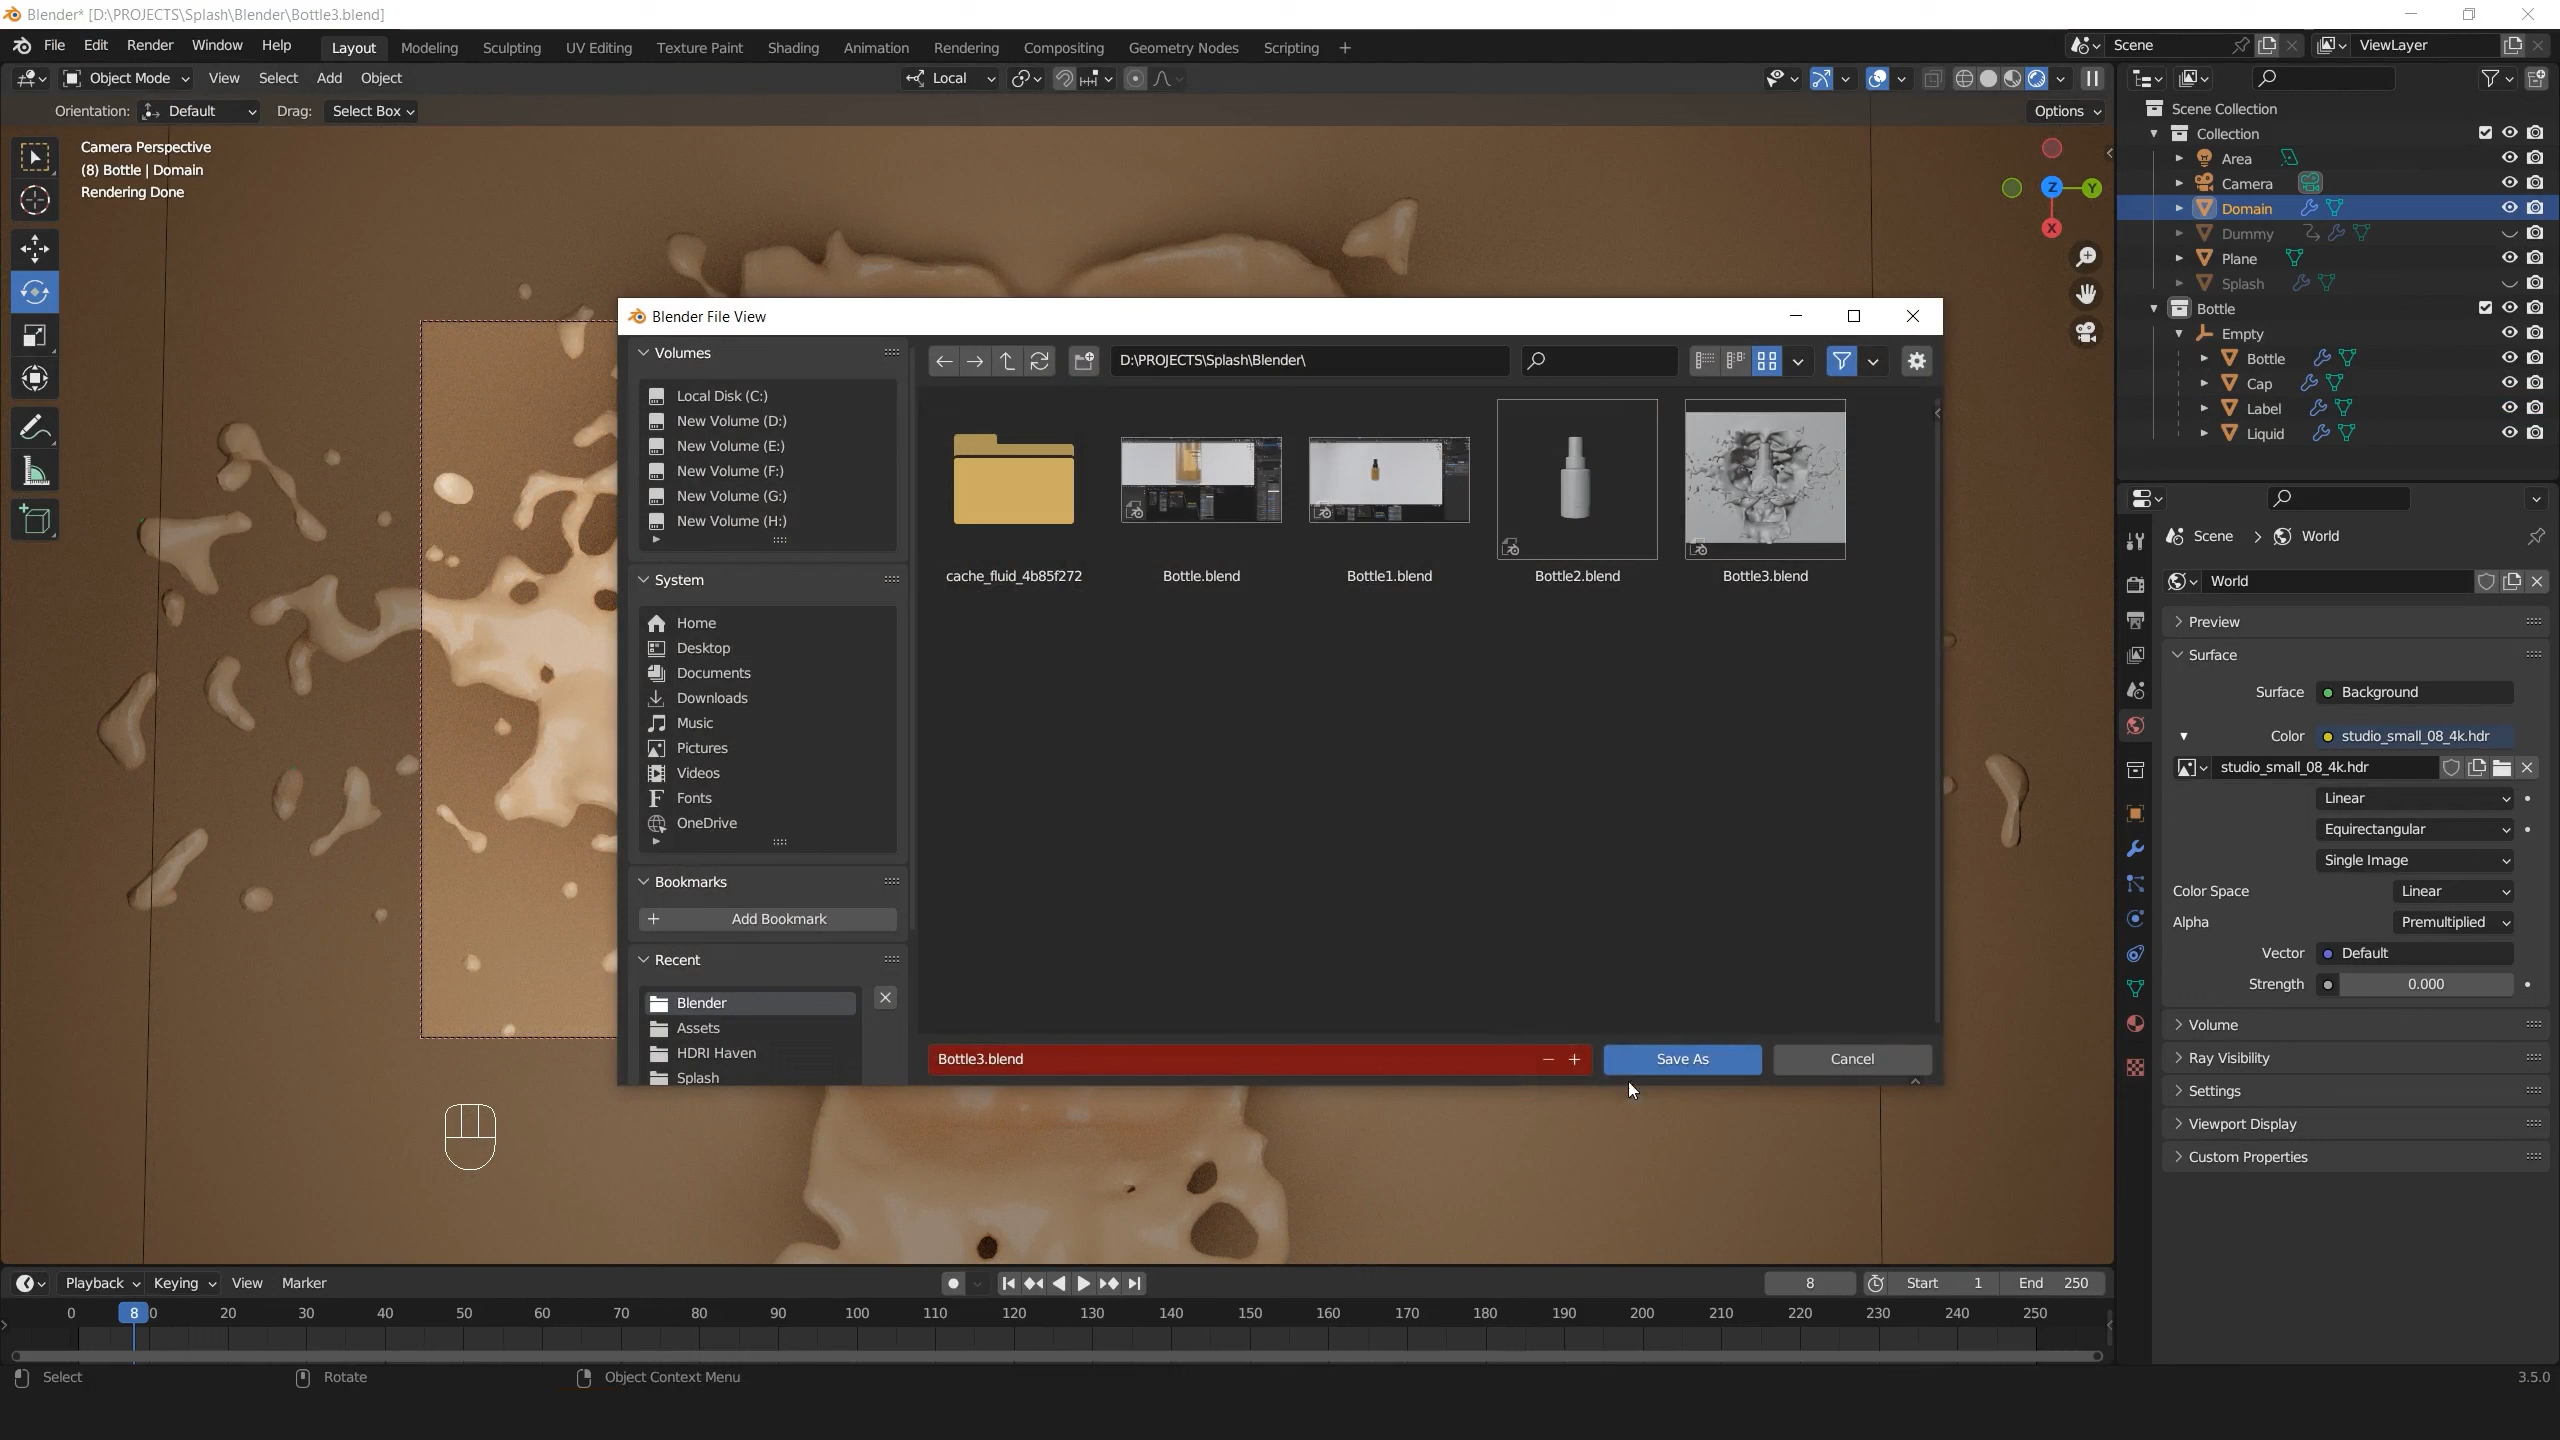 Blender* [D:\PROJECTS\Splash\Blender\Bottle3.blend]
File Edit Render Window Help Layout Modeling Sculpting UV Editing Texture Paint Shading Animation Rendering Compositing Geometry Nodes Scripting + Scene ViewLayer
Object Mode View Select Add Object Local
Orientation: Default Drag: Select Box Options
Camera Perspective
(8) Bottle | Domain
Rendering Done
Z
Y
X
Scene Collection
Collection
Area
Camera
Domain
Dummy
Plane
Splash
Bottle
Empty
Bottle
Cap
Label
Liquid
Blender File View
Volumes
Local Disk (C:)
New Volume (D:)
New Volume (E:)
New Volume (F:)
New Volume (G:)
New Volume (H:)
System
Home
Desktop
Documents
Downloads
Music
Pictures
Videos
Fonts
OneDrive
Bookmarks
Add Bookmark
Recent
Blender
Assets
HDRI Haven
Splash
D:\PROJECTS\Splash\Blender\
cache_fluid_4b85f272 Bottle.blend Bottle1.blend Bottle2.blend Bottle3.blend
Bottle3.blend Save As Cancel
Scene > World
World
Preview
Surface
Surface Background
Color studio_small_08_4k.hdr
studio_small_08_4k.hdr
Linear
Equirectangular
Single Image
Color Space Linear
Alpha Premultiplied
Vector Default
Strength 0.000
Volume
Ray Visibility
Settings
Viewport Display
Custom Properties
Playback Keying View Marker 8 Start 1 End 250
0 8 0 20 30 40 50 60 70 80 90 100 110 120 130 140 150 160 170 180 190 200 210 220 230 240 250
Select Rotate Object Context Menu 3.5.0